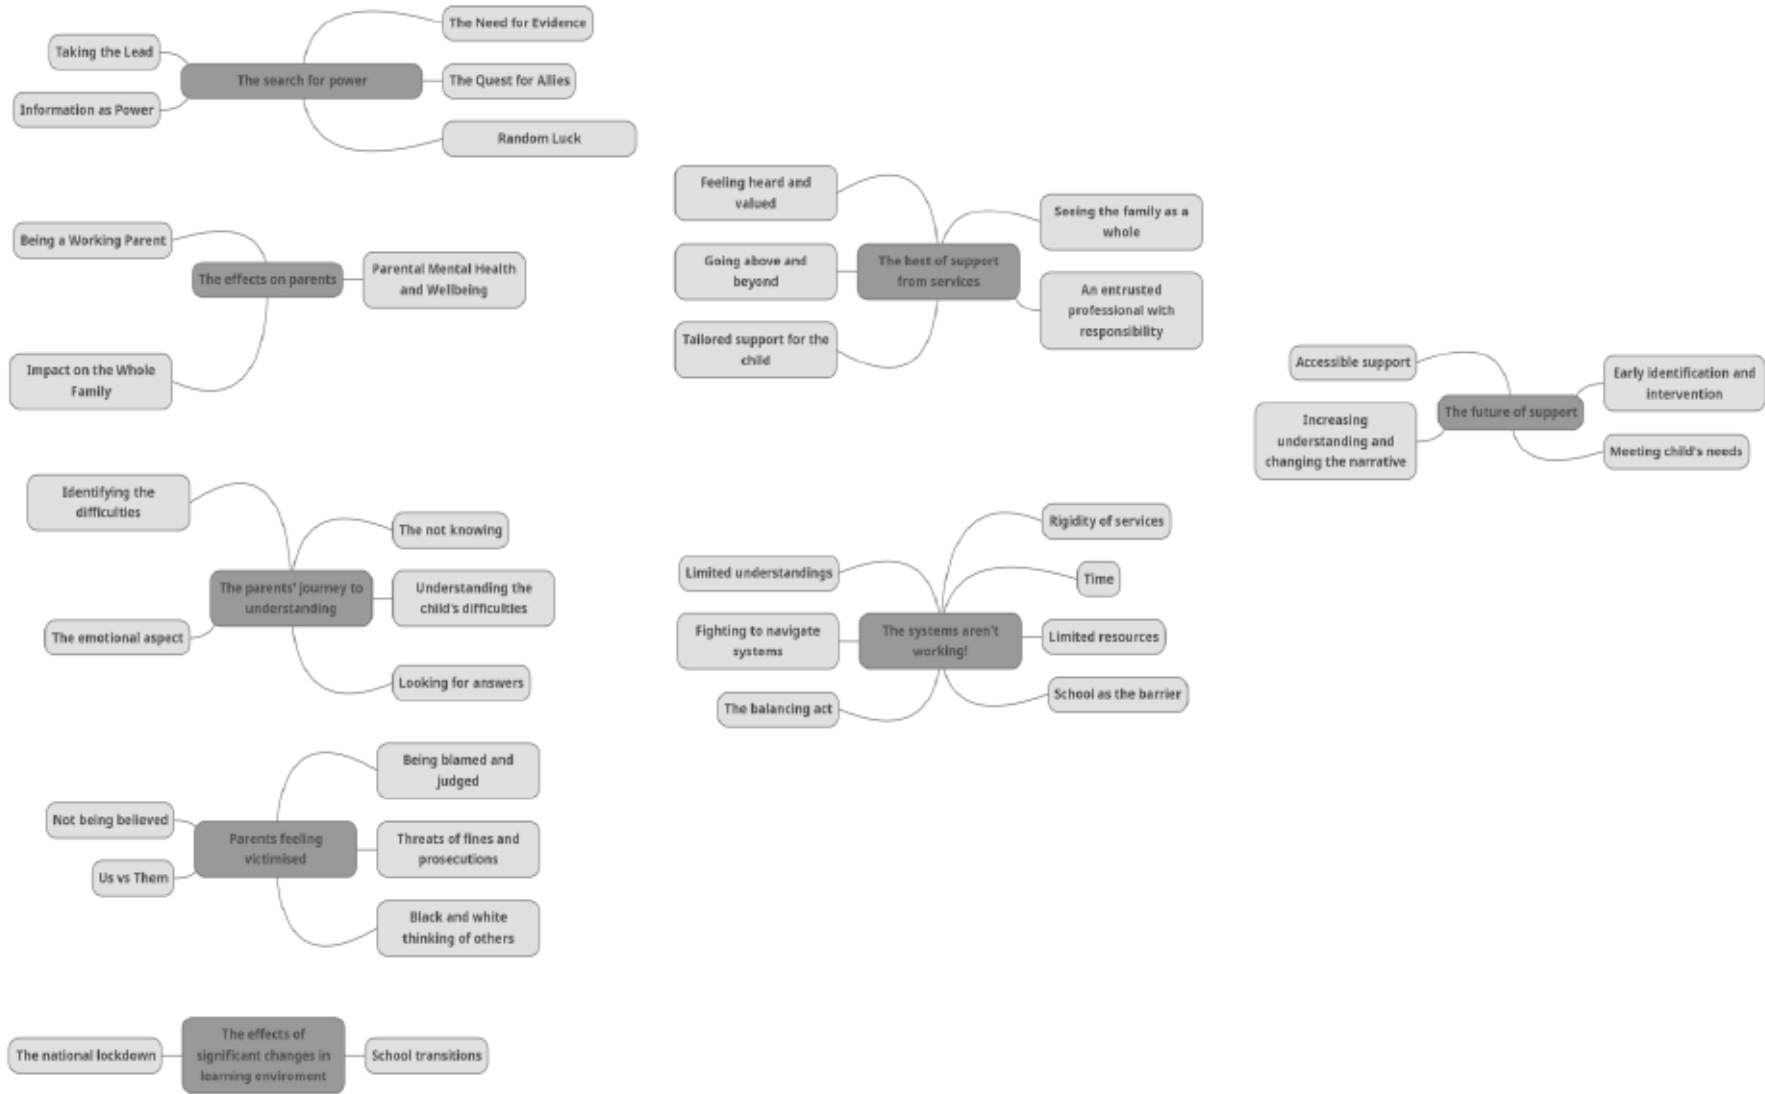 The Need for Evidence
Taking the Lead
The search for power
The Quest for Allies
Information as Power
Random Luck
Being a Working Parent
The effects on parents
Parental Mental Health
and Wellbeing
Impact on the Whole
Family
Identifying the
difficulties
The not knowing
The parents' journey to
understanding
Understanding the
child's difficulties
The emotional aspect
Looking for answers
Being blamed and
judged
Not being believed
Parents feeling
victimised
Threats of fines and
prosecutions
Us vs Them
Black and white
thinking of others
The national lockdown
The effects of
significant changes in
learning enviroment
School transitions
Feeling heard and
valued
Seeing the family as a
whole
Going above and
beyond
The best of support
from services
An entrusted
professional with
responsibility
Tailored support for the
child
Rigidity of services
Limited understandings
Time
Fighting to navigate
systems
The systems aren't
working!
Limited resources
The balancing act
School as the barrier
Accessible support
Early identification and
intervention
The future of support
Increasing
understanding and
changing the narrative
Meeting child's needs